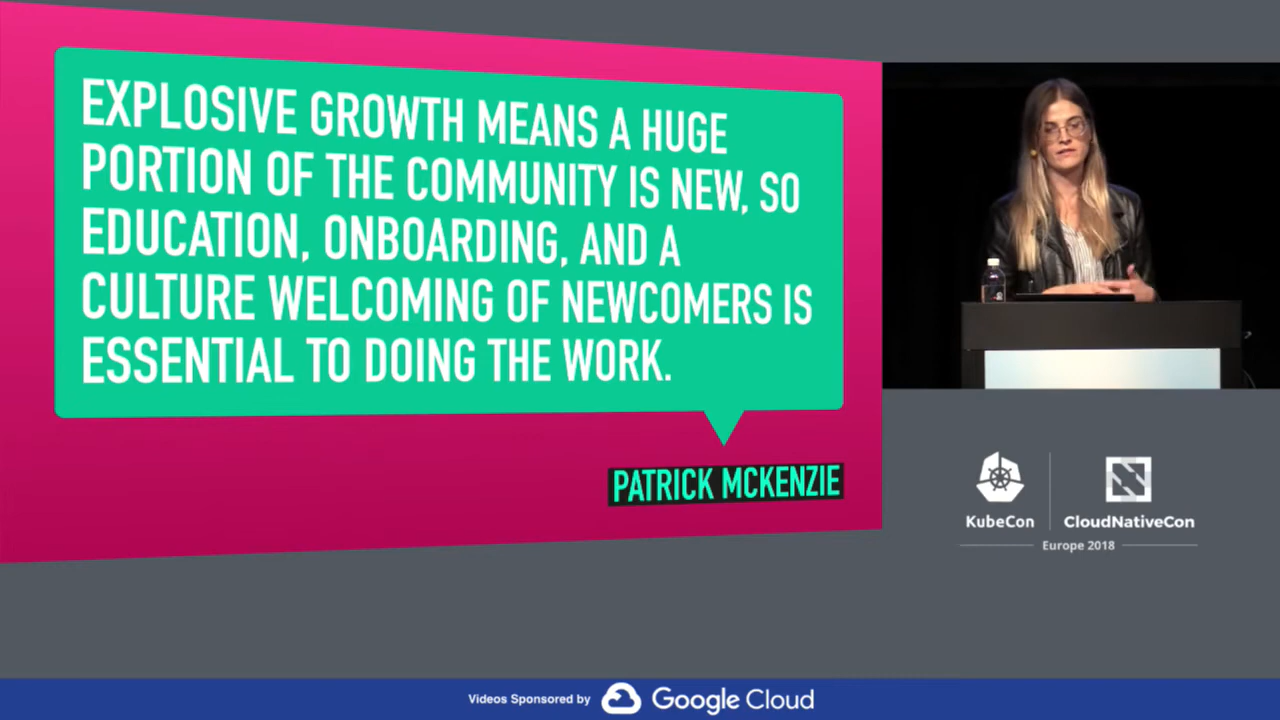 EXPLOSIVE GROWTH MEANS A HUGE
PORTION OF THE COMMUNITY IS NEW, SO
EDUCATION, ONBOARDING, AND A
CULTURE WELCOMING OF NEWCOMERS IS
ESSENTIAL TO DOING THE WORK.
PATRICK MCKENZIE
KubeCon
CloudNativeCon
Europe 2018
Videos Sponsored by Google Cloud